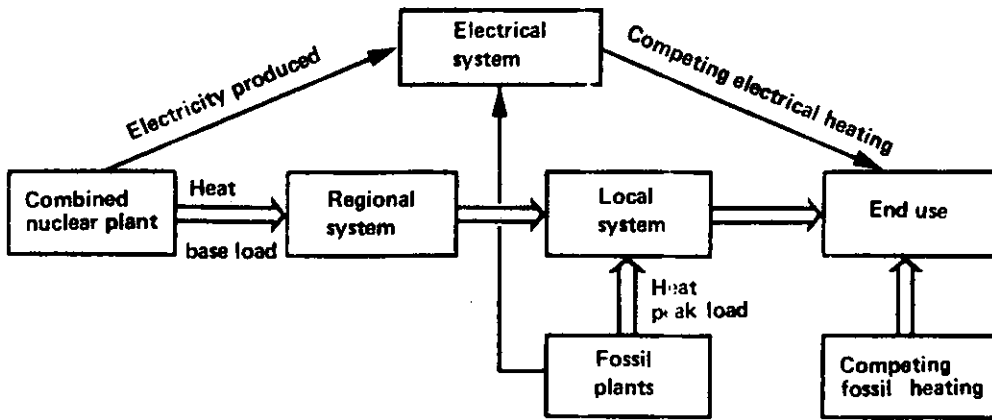 Electrical
system
Electricity produced
Competing electrical heating
Combined
nuclear plant
Heat
base load
Regional
system
Local
system
End use
Heat
peak load
Fossil
plants
Competing
fossil heating